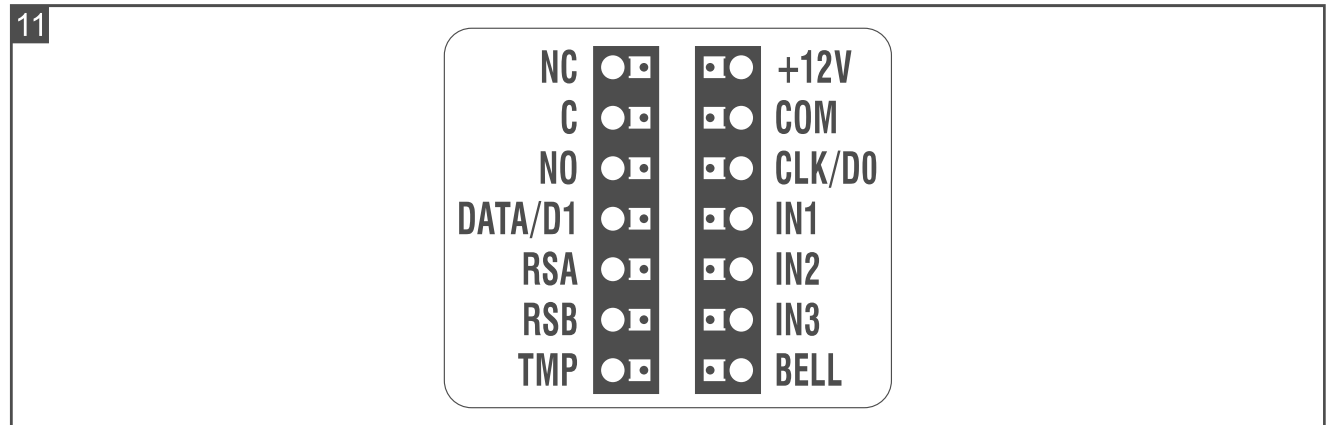 11
NC +12V
C COM
NO CLK/D0
DATA/D1 IN1
RSA IN2
RSB IN3
TMP BELL